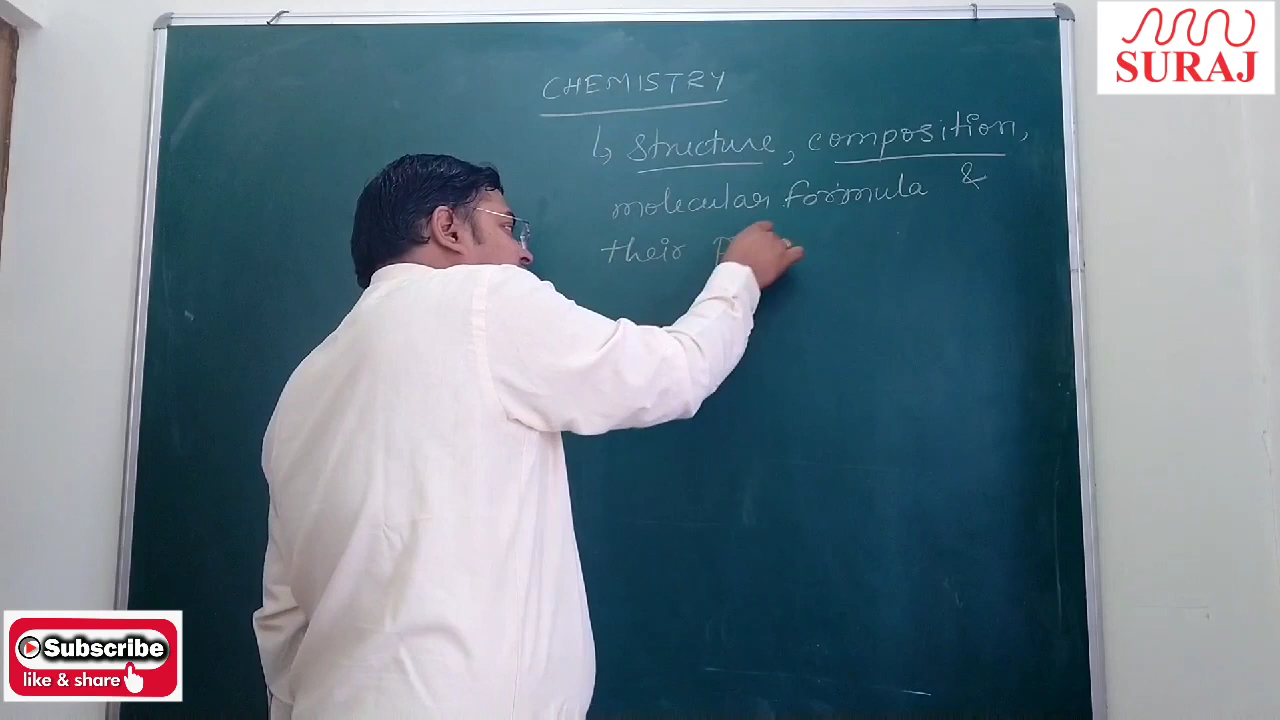 SURAJ
CHEMISTRY
↳ structure, composition,
molecular formula &
their P
Subscribe
like & share